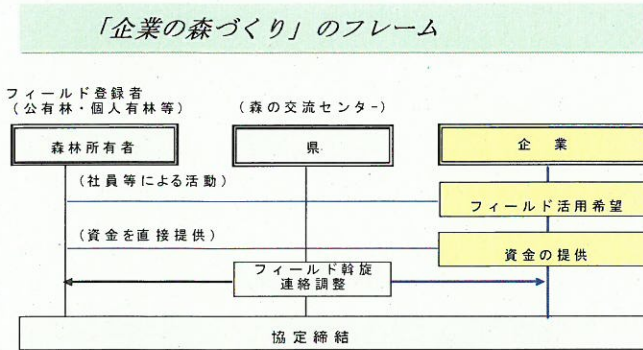 「企業の森づくり」のフレーム
フィールド登録者
(公有林・個人有林等)
(森の交流センター)
森林所有者
県
企 業
(社員等による活動)
フィールド活用希望
(資金を直接提供)
資金の提供
フィールド斡旋
連絡調整
協定締結